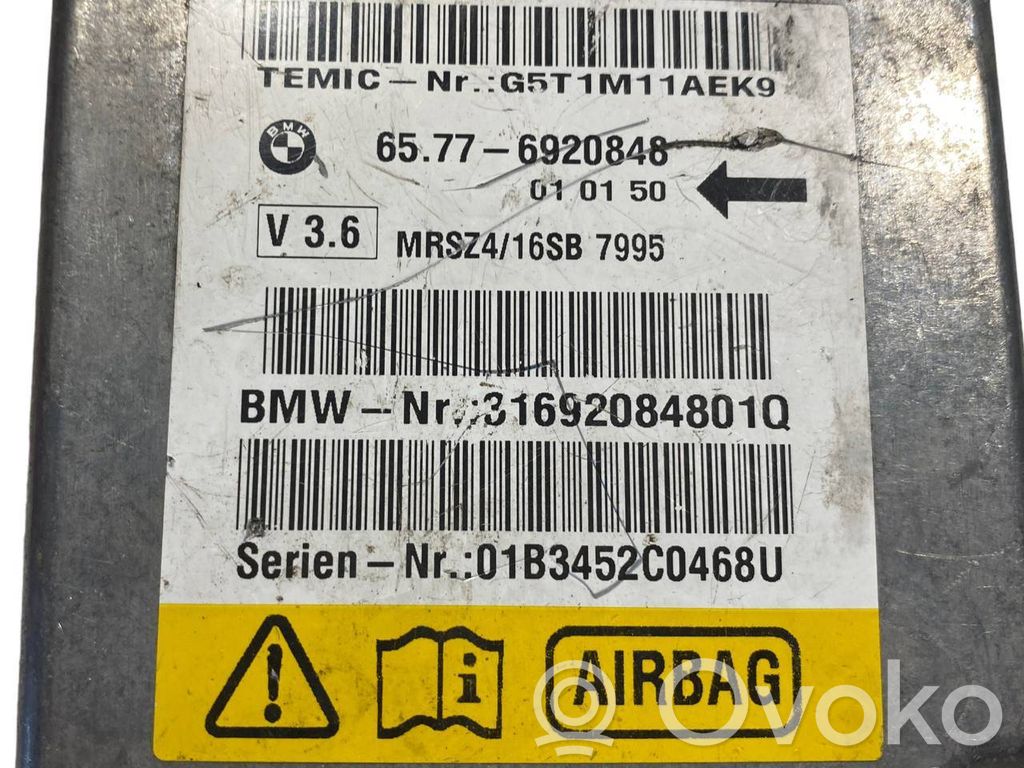 TEMIC-Nr.:G5T1M11AEK9
BMW
65.77-6920848
01 01 50
V 3.6
MRSZ4/16SB 7995
BMW-Nr.:31692084801Q
Serien-Nr.:01B3452C0468U
i
AIRBAG
Ovoko